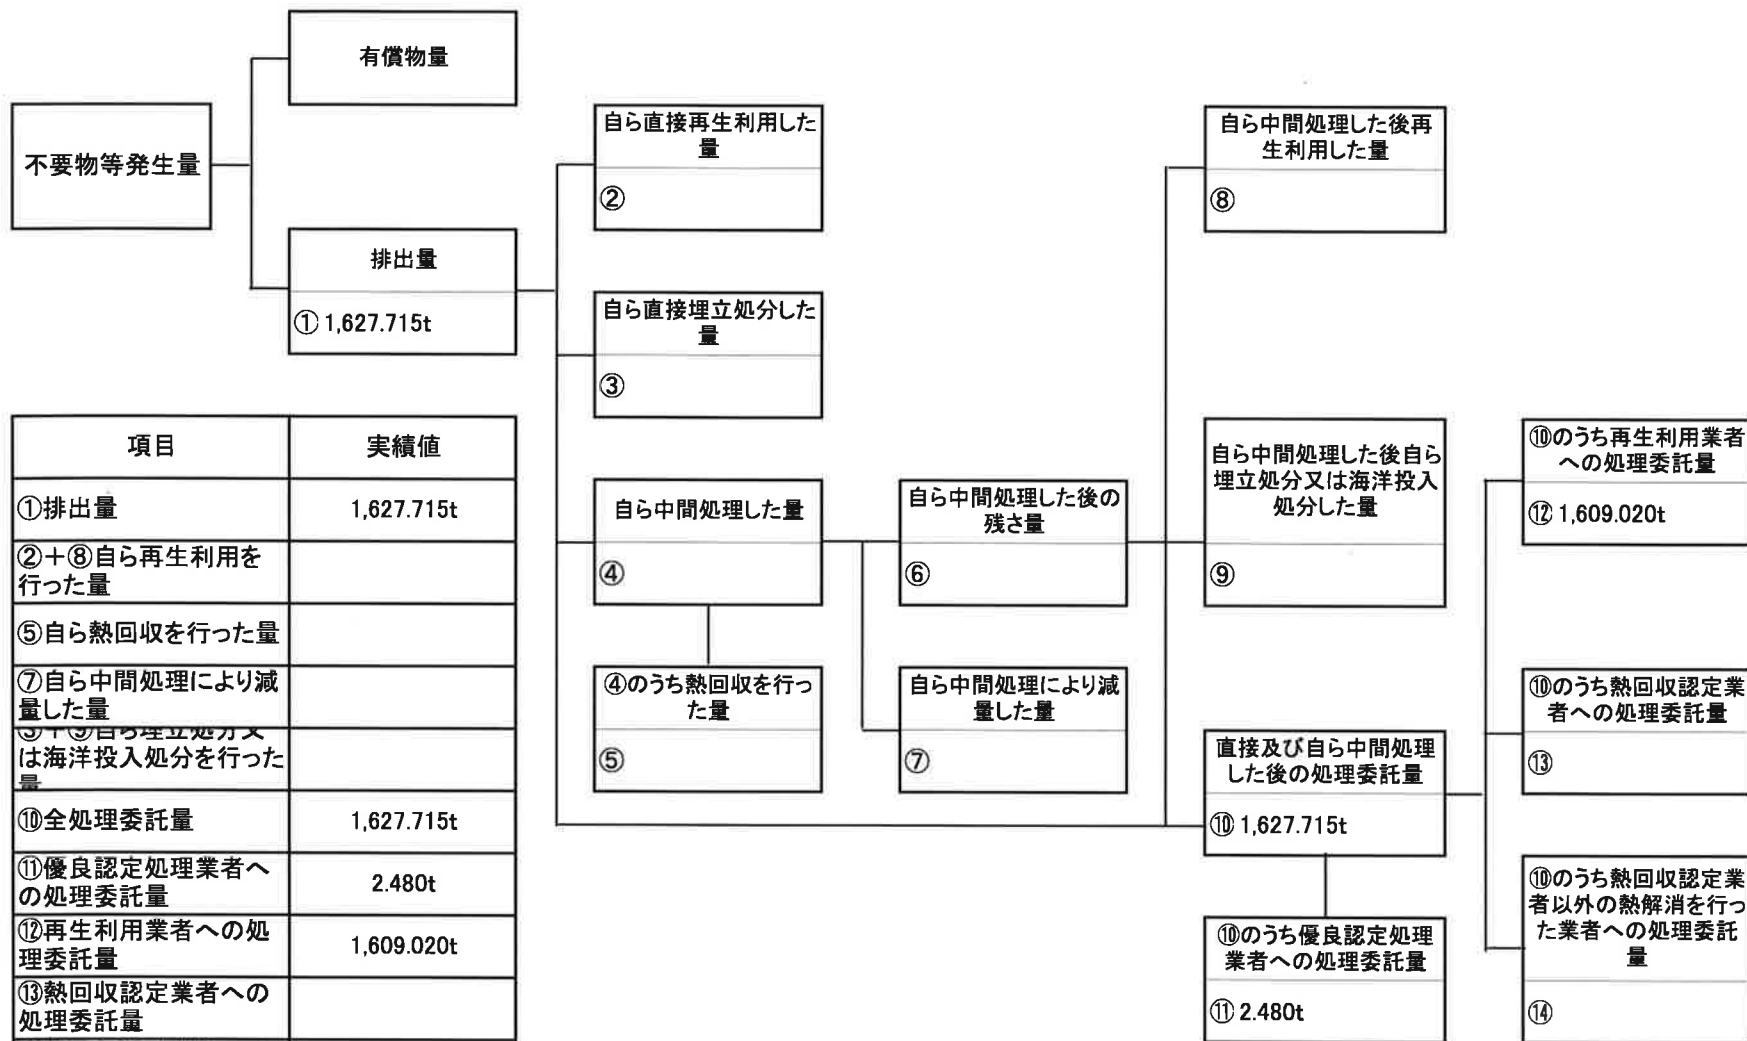 有償物量
不要物等発生量
排出量
① 1,627.715t
自ら直接再生利用した
量
②
自ら直接埋立処分した
量
③
自ら中間処理した量
④
④のうち熱回収を行っ
た量
⑤
自ら中間処理した後の
残さ量
⑥
自ら中間処理により減
量した量
⑦
自ら中間処理した後再
生利用した量
⑧
自ら中間処理した後自ら
埋立処分又は海洋投入
処分した量
⑨
直接及び自ら中間処理
した後の処理委託量
⑩ 1,627.715t
⑩のうち優良認定処理
業者への処理委託量
⑪ 2.480t
⑩のうち再生利用業者
への処理委託量
⑫ 1,609.020t
⑩のうち熱回収認定業
者への処理委託量
⑬
⑩のうち熱回収認定業
者以外の熱解消を行っ
た業者への処理委託
量
⑭
項目 実績値
①排出量 1,627.715t
②+⑧自ら再生利用を
行った量
⑤自ら熱回収を行った量
⑦自ら中間処理により減
量した量
③+⑨自ら埋立処分又
は海洋投入処分を行った
量
⑩全処理委託量 1,627.715t
⑪優良認定処理業者へ
の処理委託量 2.480t
⑫再生利用業者への処
理委託量 1,609.020t
⑬熱回収認定業者への
処理委託量